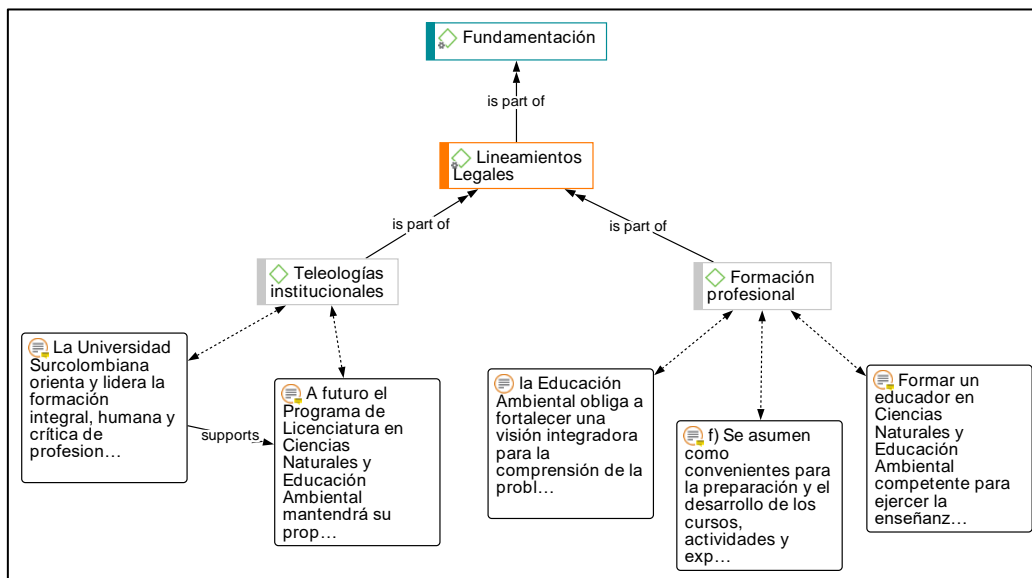 Fundamentación
is part of
Lineamientos
Legales
is part of
is part of
Teleologías
institucionales
Formación
profesional
La Universidad
Surcolombiana
orienta y lidera la
formación
integral, humana y
crítica de
profesion…
supports
A futuro el
Programa de
Licenciatura en
Ciencias
Naturales y
Educación
Ambiental
mantendrá su
prop…
la Educación
Ambiental obliga a
fortalecer una
visión integradora
para la
comprensión de la
probl…
f) Se asumen
como
convenientes para
la preparación y el
desarrollo de los
cursos,
actividades y
exp…
Formar un
educador en
Ciencias
Naturales y
Educación
Ambiental
competente para
ejercer la
enseñanz…